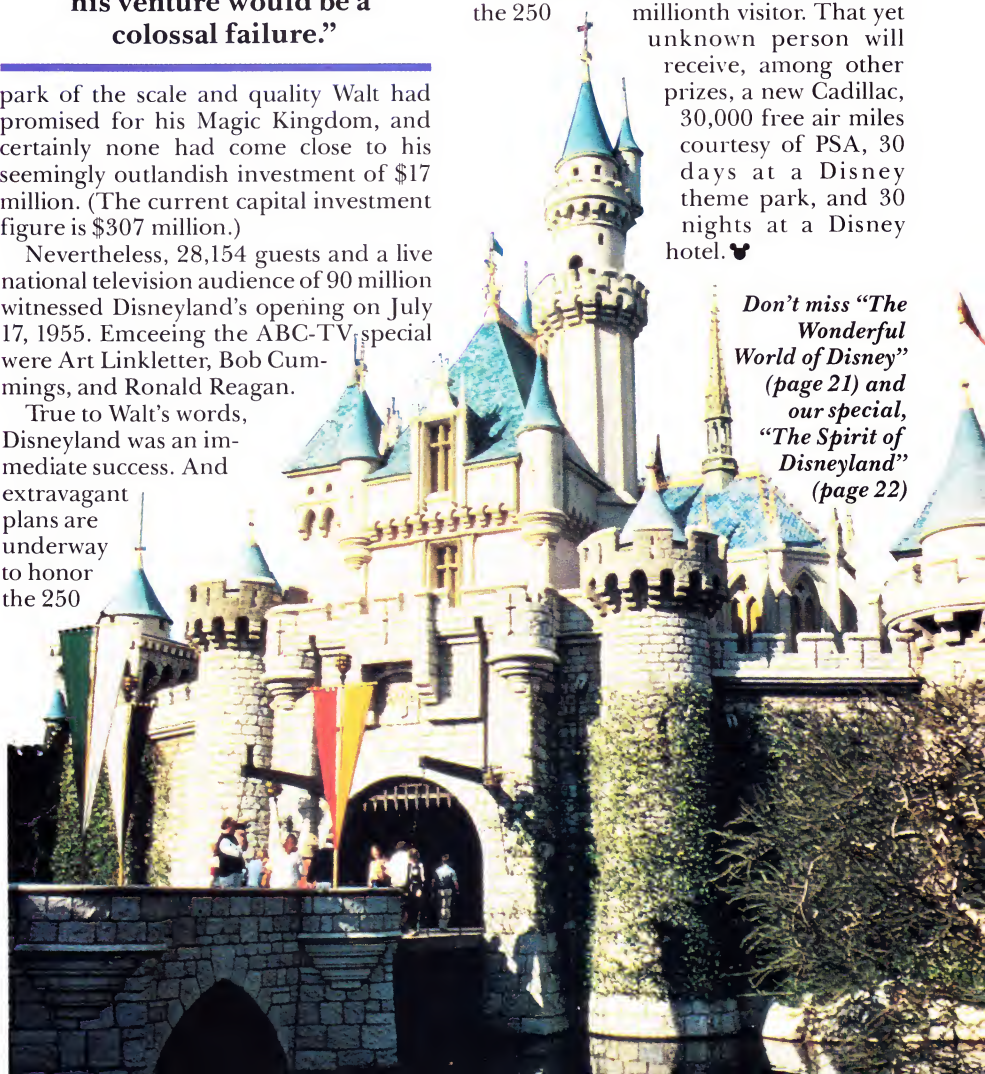 his venture would be a
colossal failure.”
park of the scale and quality Walt had
promised for his Magic Kingdom, and
certainly none had come close to his
seemingly outlandish investment of $17
million. (The current capital investment
figure is $307 million.)
Nevertheless, 28,154 guests and a live
national television audience of 90 million
witnessed Disneyland’s opening on July
17, 1955. Emceeing the ABC-TV special
were Art Linkletter, Bob Cum-
mings, and Ronald Reagan.
True to Walt’s words,
Disneyland was an im-
mediate success. And
extravagant
plans are
underway
to honor
the 250
the 250
millionth visitor. That yet
unknown person will
receive, among other
prizes, a new Cadillac,
30,000 free air miles
courtesy of PSA, 30
days at a Disney
theme park, and 30
nights at a Disney
hotel.
Don’t miss “The
Wonderful
World of Disney”
(page 21) and
our special,
“The Spirit of
Disneyland”
(page 22)